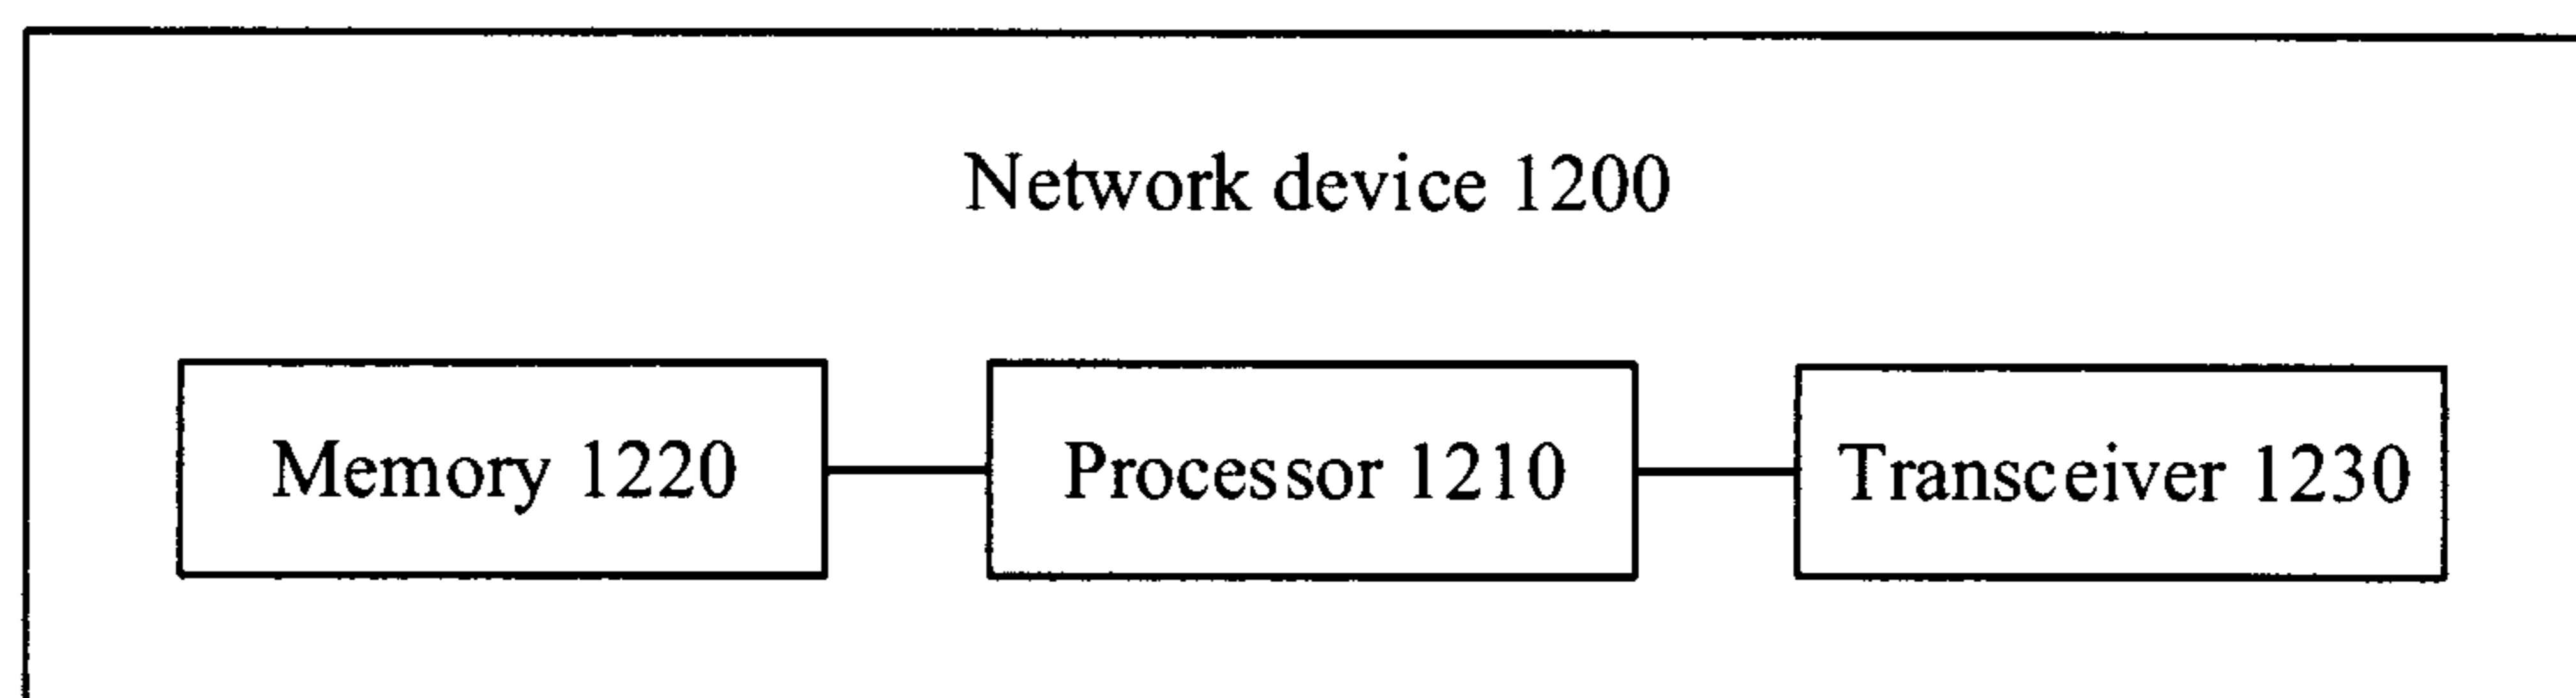 Network device 1200
Memory 1220
Processor 1210
Transceiver 1230